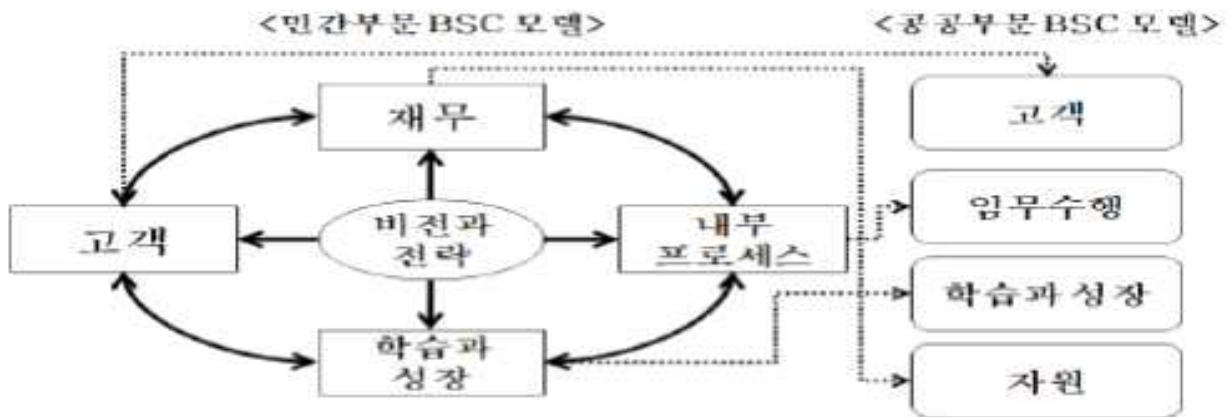 <민간부문 BSC 모델>
<공공부문 BSC 모델>
재무
고객
비전과
전략
내부
프로세스
학습과
성장
고객
임무수행
학습과 성장
자원